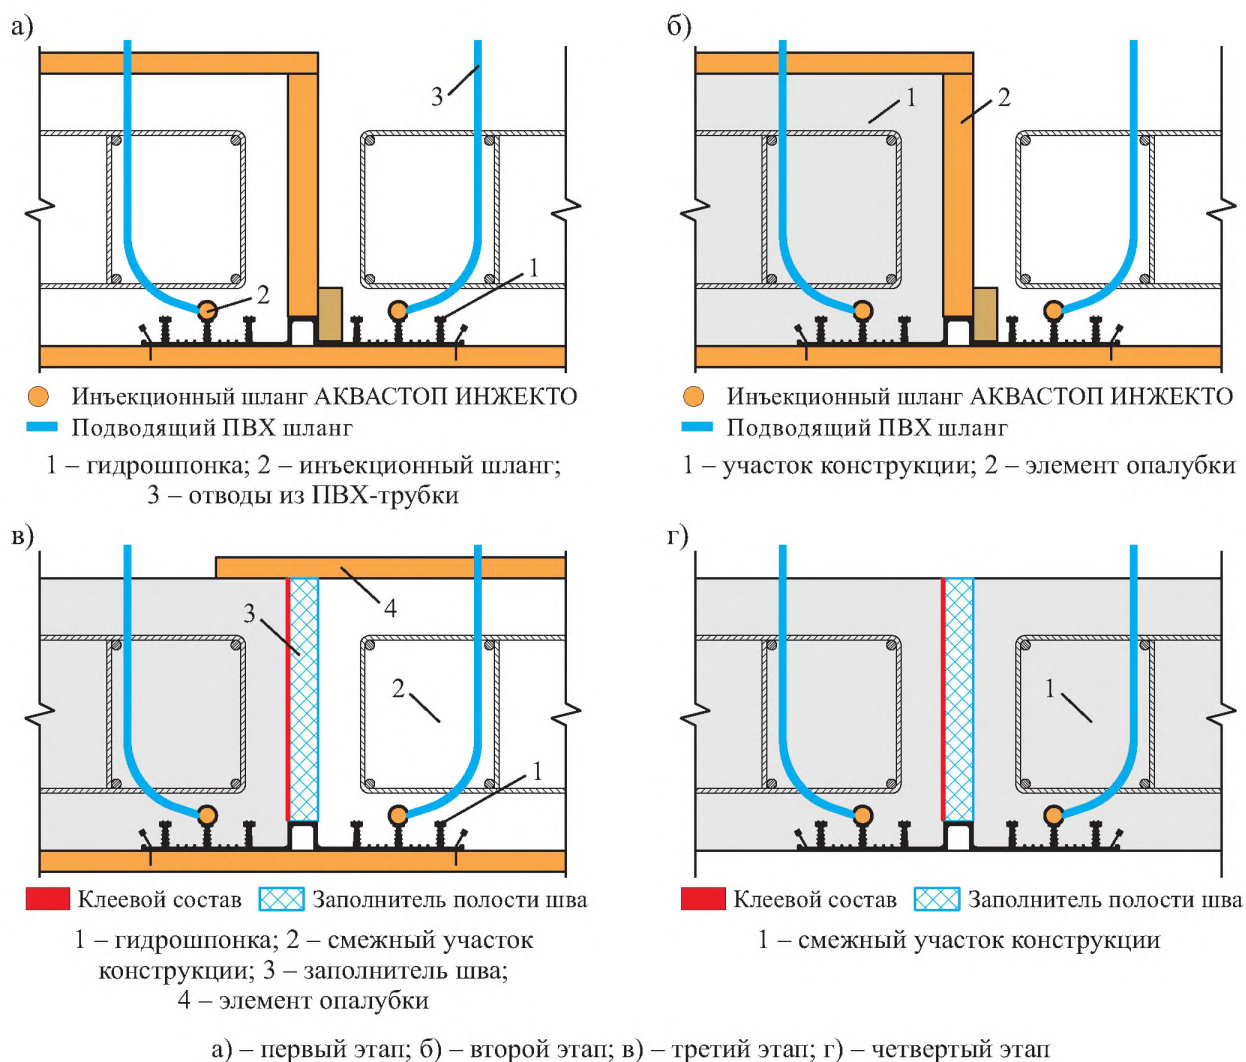 а)
3
1
2
Инъекционный шланг АКВАСТОП ИНЖЕКТО
Подводящий ПВХ шланг
1 – гидрошпонка; 2 – инъекционный шланг;
3 – отводы из ПВХ-трубки
б)
1
2
Инъекционный шланг АКВАСТОП ИНЖЕКТО
Подводящий ПВХ шланг
1 – участок конструкции; 2 – элемент опалубки
в)
3
4
2
1
Клеевой состав
Заполнитель полости шва
1 – гидрошпонка; 2 – смежный участок
конструкции; 3 – заполнитель шва;
4 – элемент опалубки
г)
1
Клеевой состав
Заполнитель полости шва
1 – смежный участок конструкции
а) – первый этап; б) – второй этап; в) – третий этап; г) – четвертый этап